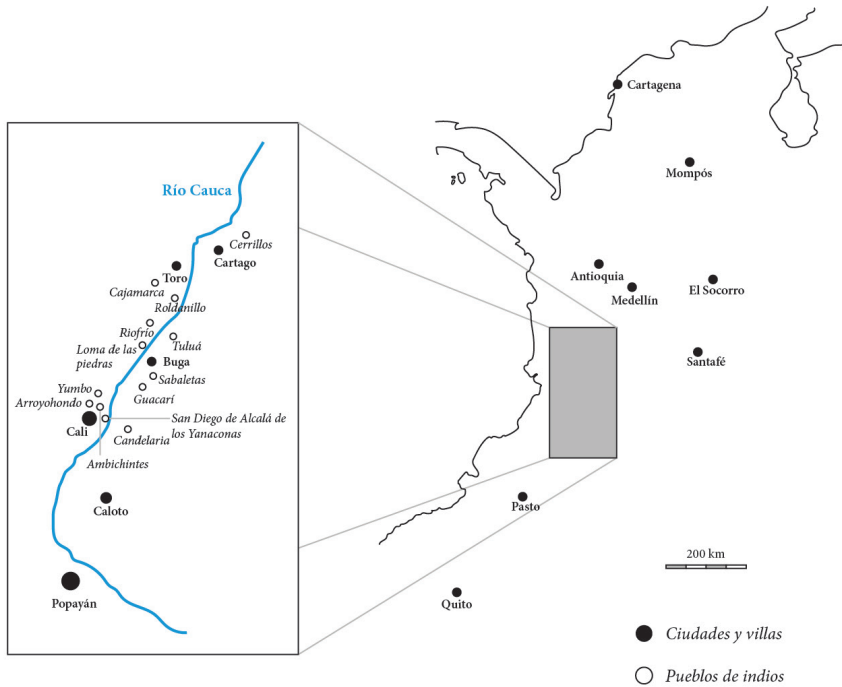 Río Cauca
Cerrillos
Cartago
Toro
Cajamarca
Roldanillo
Riofrío
Tuluá
Loma de las
piedras
Buga
Sabaletas
Yumbo
Guacarí
Arroyohondo
San Diego de Alcalá de
los Yanaconas
Cali
Candelaria
Ambichintes
Caloto
Popayán
Cartagena
Mompós
Antioquia
Medellín
El Socorro
Santafé
Pasto
Quito
200 km
Ciudades y villas
Pueblos de indios